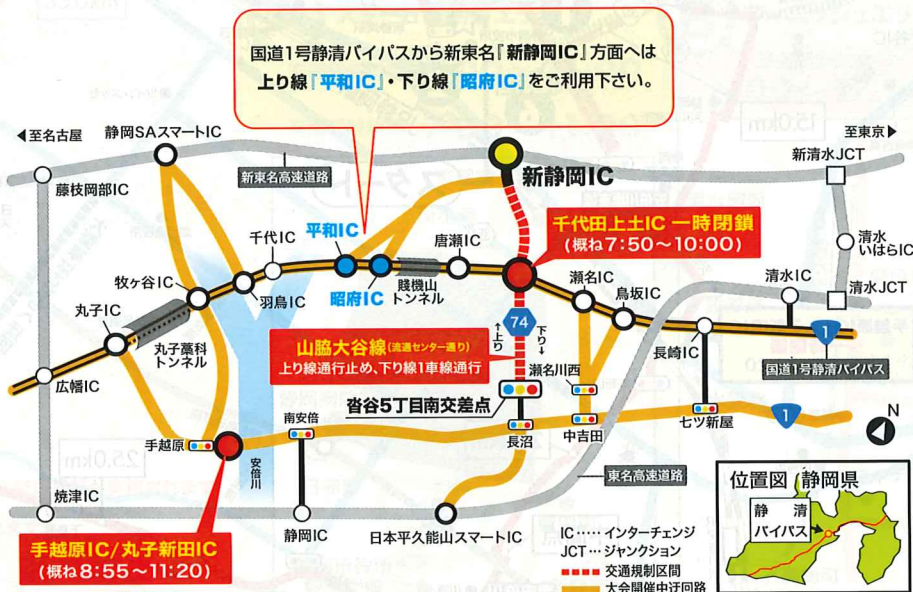 国道1号静清バイパスから新東名『新静岡IC』方面へは
上り線『平和IC』・下り線『昭府IC』をご利用下さい。
◀至名古屋
静岡SAスマートIC
至東京▶
新清水JCT
藤枝岡部IC
新東名高速道路
新静岡IC
千代田上土IC 一時閉鎖
(概ね7:50~10:00)
平和IC
千代IC
唐瀬IC
清水
いはらIC
牧ヶ谷IC
羽鳥IC
昭府IC
賤機山
トンネル
瀬名IC
鳥坂IC
清水IC
清水JCT
丸子IC
丸子藁科
トンネル
74
↑上り
下り↓
1
山脇大谷線(流通センター通り)
上り線通行止め、下り線1車線通行
長崎IC
国道1号静清バイパス
広幡IC
瀬名川西
沓谷5丁目南交差点
手越原
南安倍
安倍川
長沼
中吉田
七ツ新屋
1
N
東名高速道路
焼津IC
静岡IC
日本平久能山スマートIC
手越原IC/丸子新田IC
(概ね8:55~11:20)
IC……インターチェンジ
JCT…ジャンクション
交通規制区間
大会開催中迂回路
位置図 静岡県
静清
バイパス